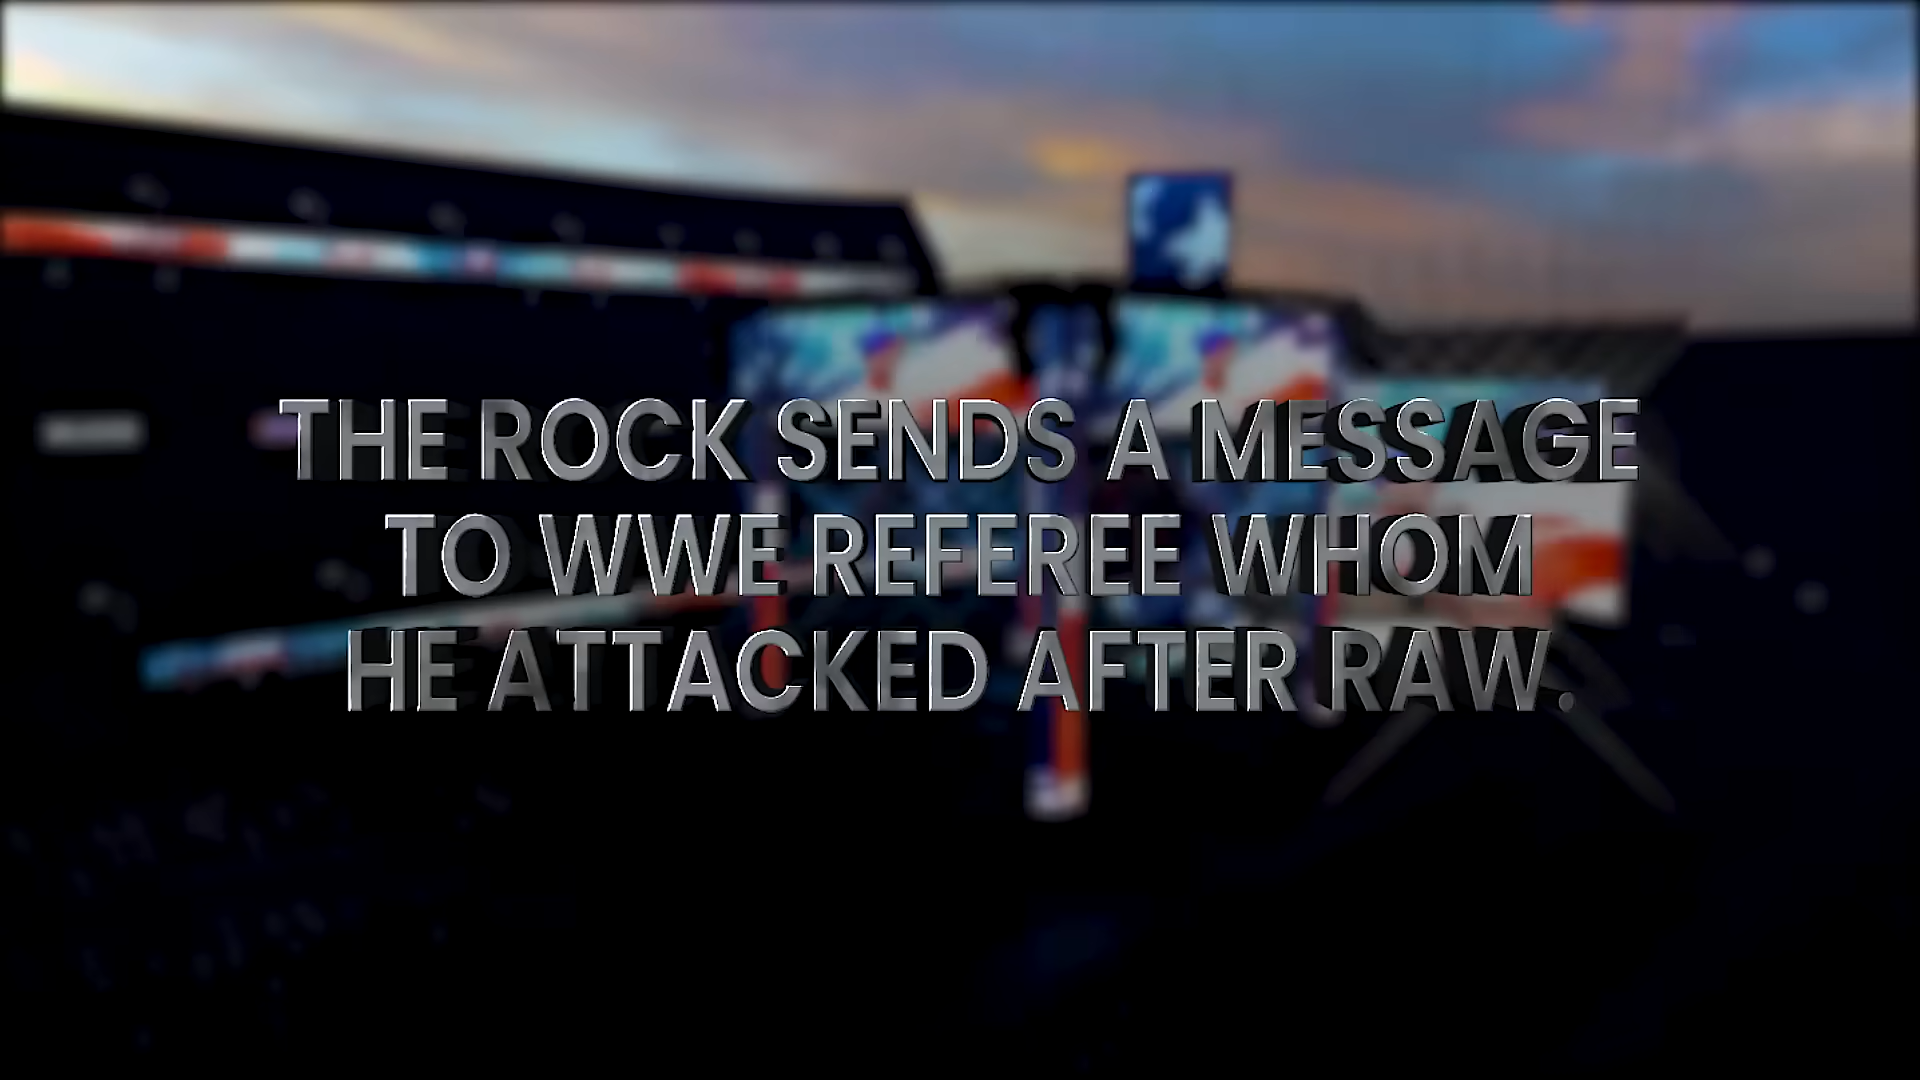 THE ROCK SENDS A MESSAGE
TO WWE REFEREE WHOM
HE ATTACKED AFTER RAW.